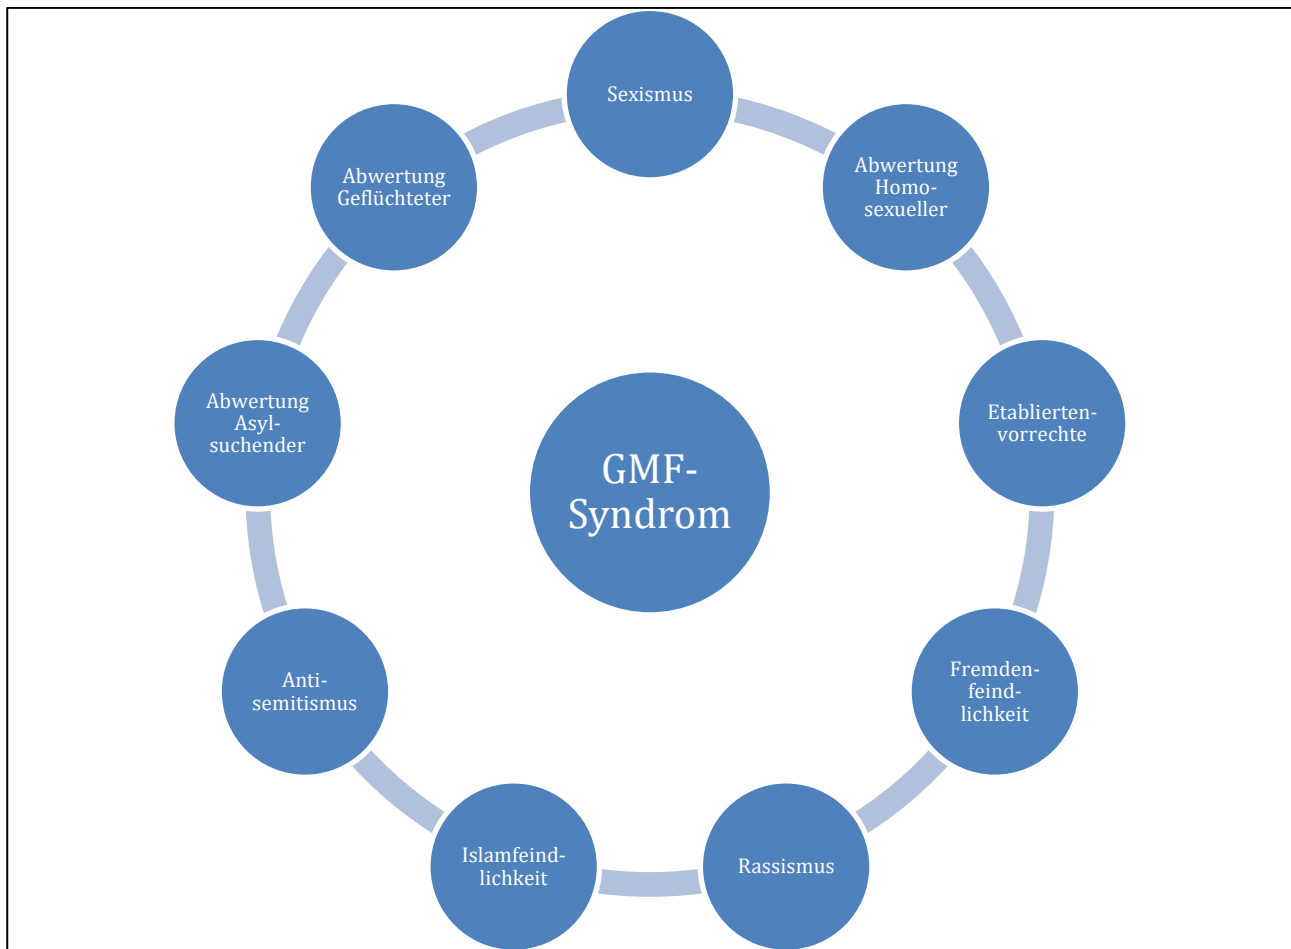 Sexismus
Abwertung
Homo-
sexueller
Etablierten-
vorrechte
Fremden-
feind-
lichkeit
Rassismus
Islamfeind-
lichkeit
Anti-
semitismus
Abwertung
Asyl-
suchender
Abwertung
Geflüchteter
GMF-
Syndrom